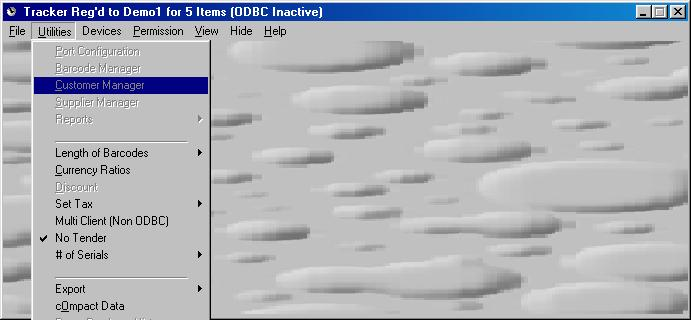 Tracker Reg'd to Demo1 for 5 Items (ODBC Inactive)
File Utilities Devices Permission View Hide Help
Port Configuration
Barcode Manager
Customer Manager
Supplier Manager
Reports
Length of Barcodes
Currency Ratios
Discount
Set Tax
Multi Client (Non ODBC)
No Tender
# of Serials
Export
cOmpact Data